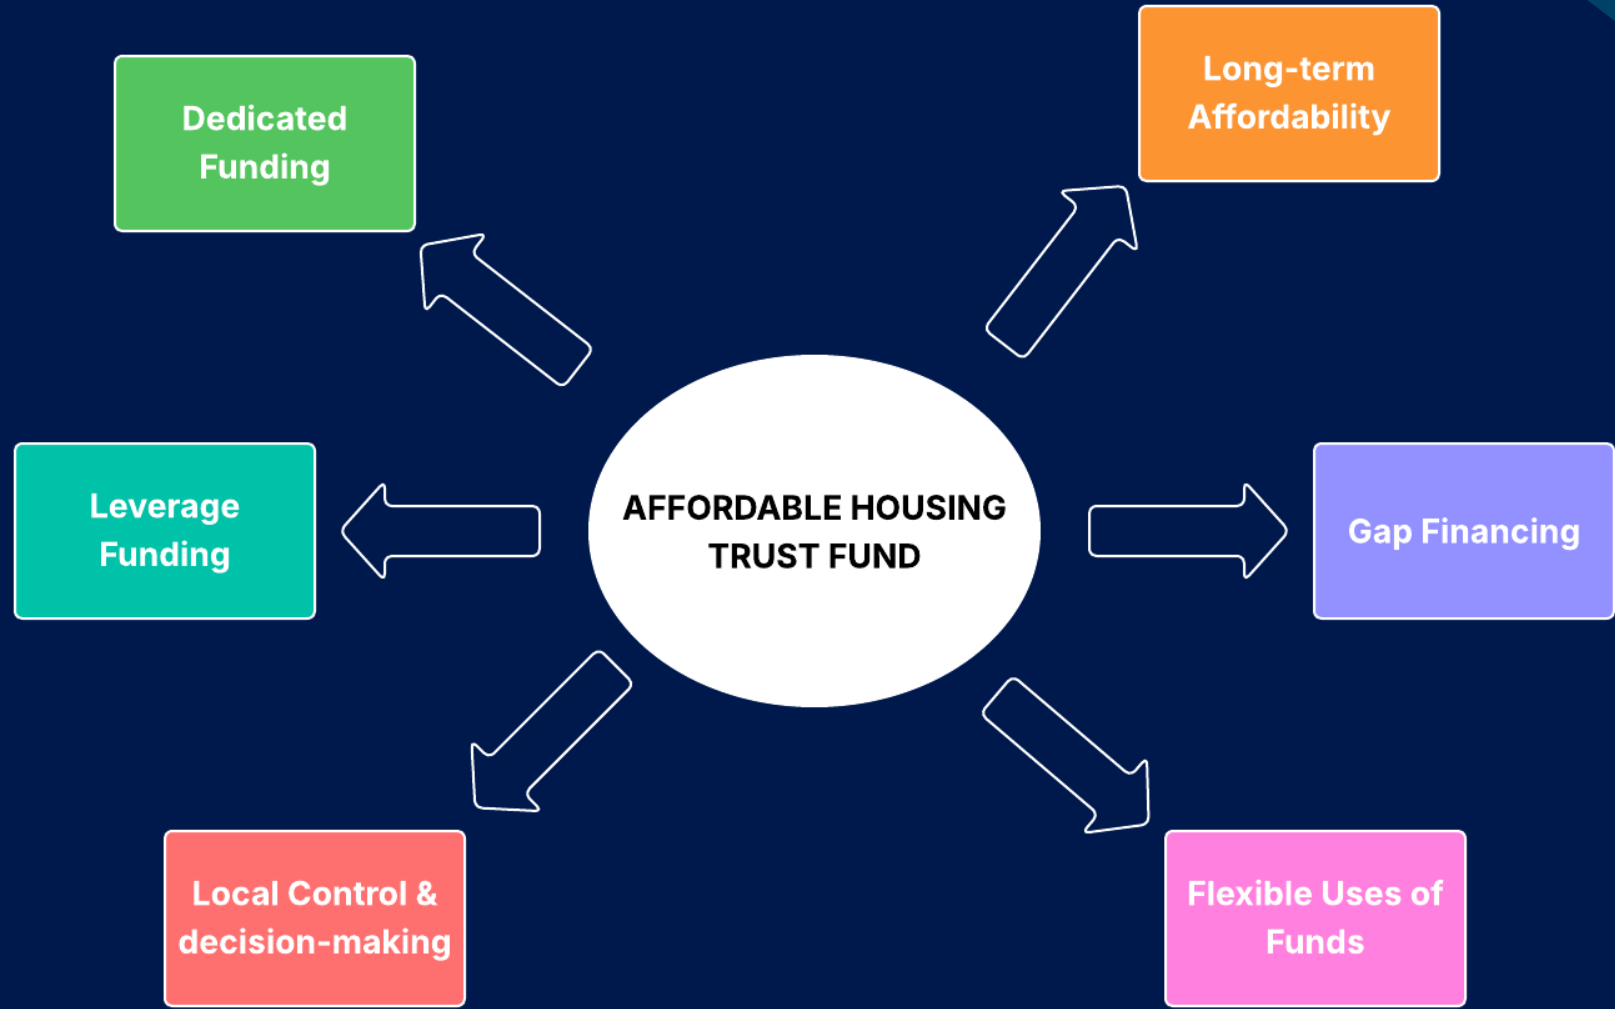 Dedicated
Funding
Long-term
Affordability
Leverage
Funding
AFFORDABLE HOUSING
TRUST FUND
Gap Financing
Local Control &
decision-making
Flexible Uses of
Funds